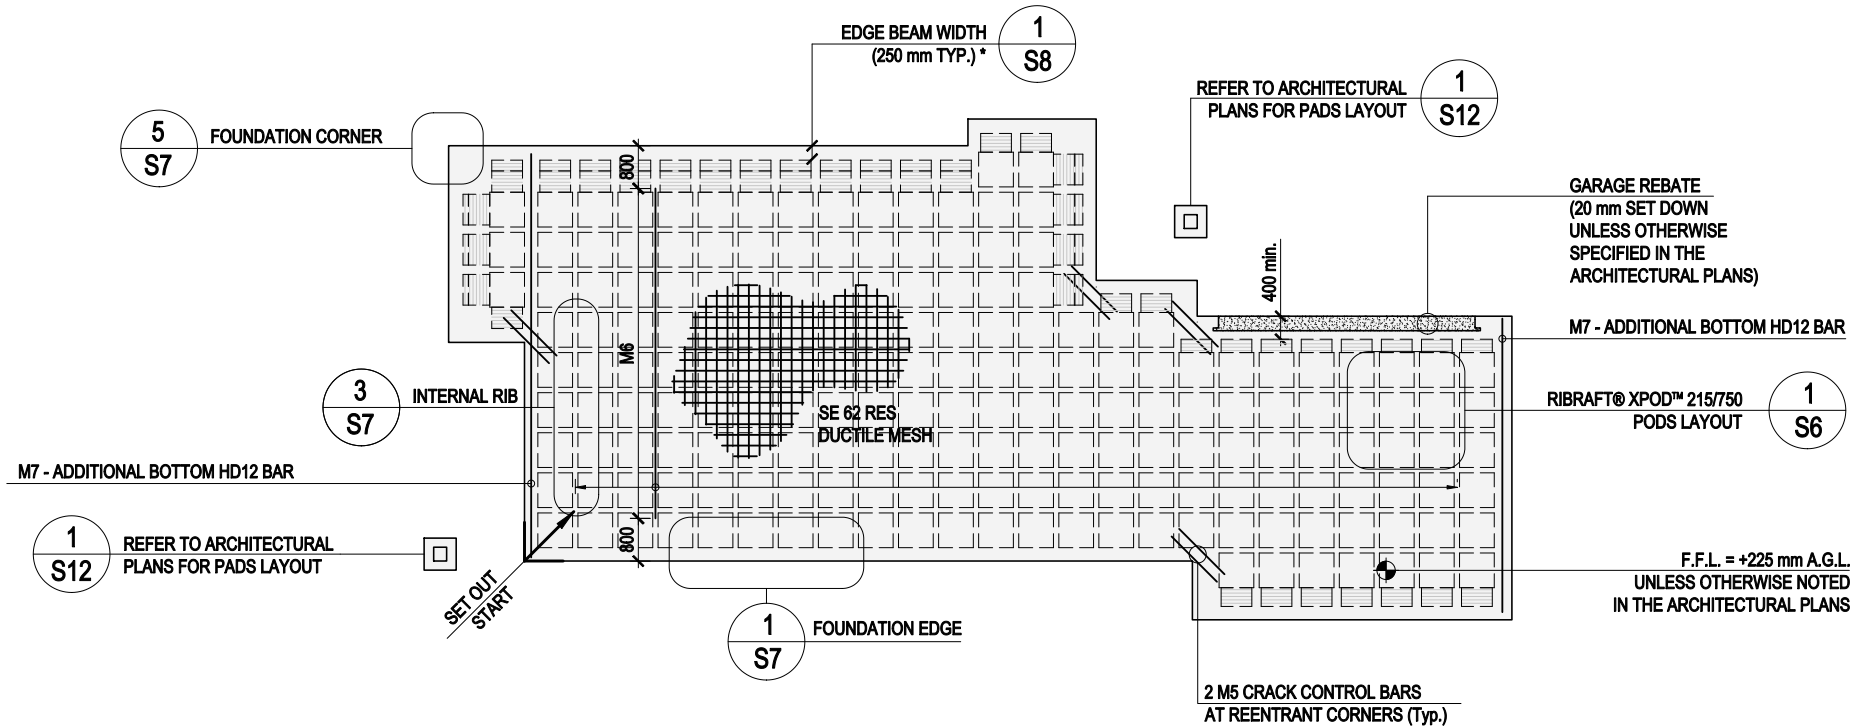 EDGE BEAM WIDTH
(250 mm TYP.) *
1
S8
REFER TO ARCHITECTURAL
PLANS FOR PADS LAYOUT
1
S12
5
S7
FOUNDATION CORNER
800
GARAGE REBATE
(20 mm SET DOWN
UNLESS OTHERWISE
SPECIFIED IN THE
ARCHITECTURAL PLANS)
400 min.
M7 - ADDITIONAL BOTTOM HD12 BAR
M6
3
S7
INTERNAL RIB
SE 62 RES
DUCTILE MESH
RIBRAFT® XPOD™ 215/750
PODS LAYOUT
1
S6
M7 - ADDITIONAL BOTTOM HD12 BAR
1
S12
REFER TO ARCHITECTURAL
PLANS FOR PADS LAYOUT
800
SET OUT
START
F.F.L. = +225 mm A.G.L.
UNLESS OTHERWISE NOTED
IN THE ARCHITECTURAL PLANS
1
S7
FOUNDATION EDGE
2 M5 CRACK CONTROL BARS
AT REENTRANT CORNERS (Typ.)